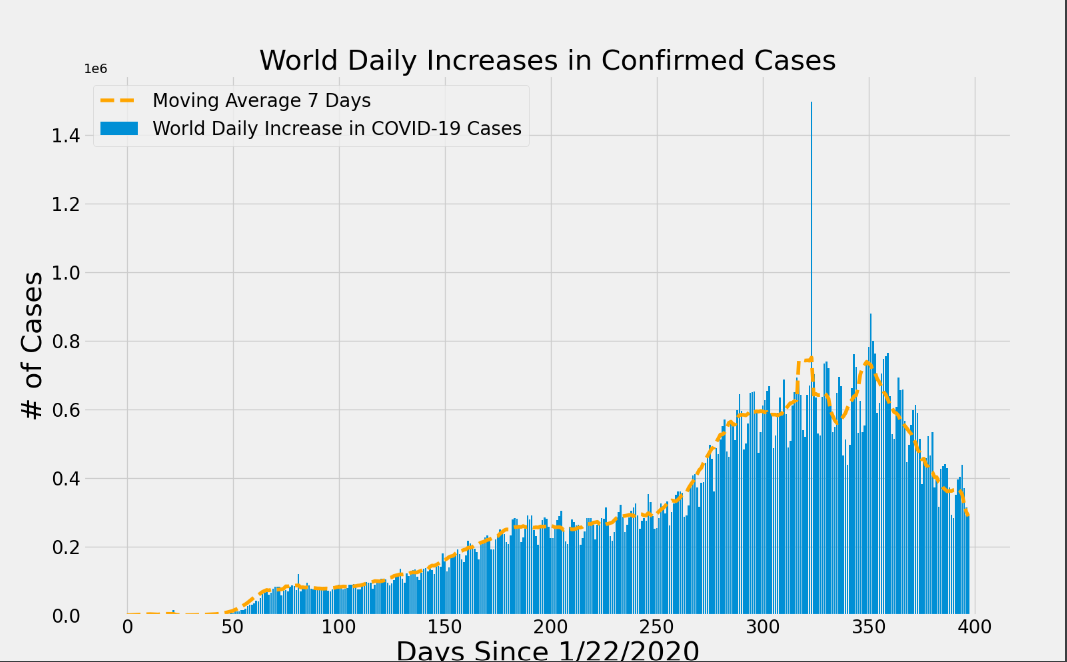 World Daily Increases in Confirmed Cases
1e6
Moving Average 7 Days
World Daily Increase in COVID-19 Cases
1.4
1.2
1.0
0.8
0.6
0.4
0.2
0.0
# of Cases
0 50 100 150 200 250 300 350 400
Days Since 1/22/2020